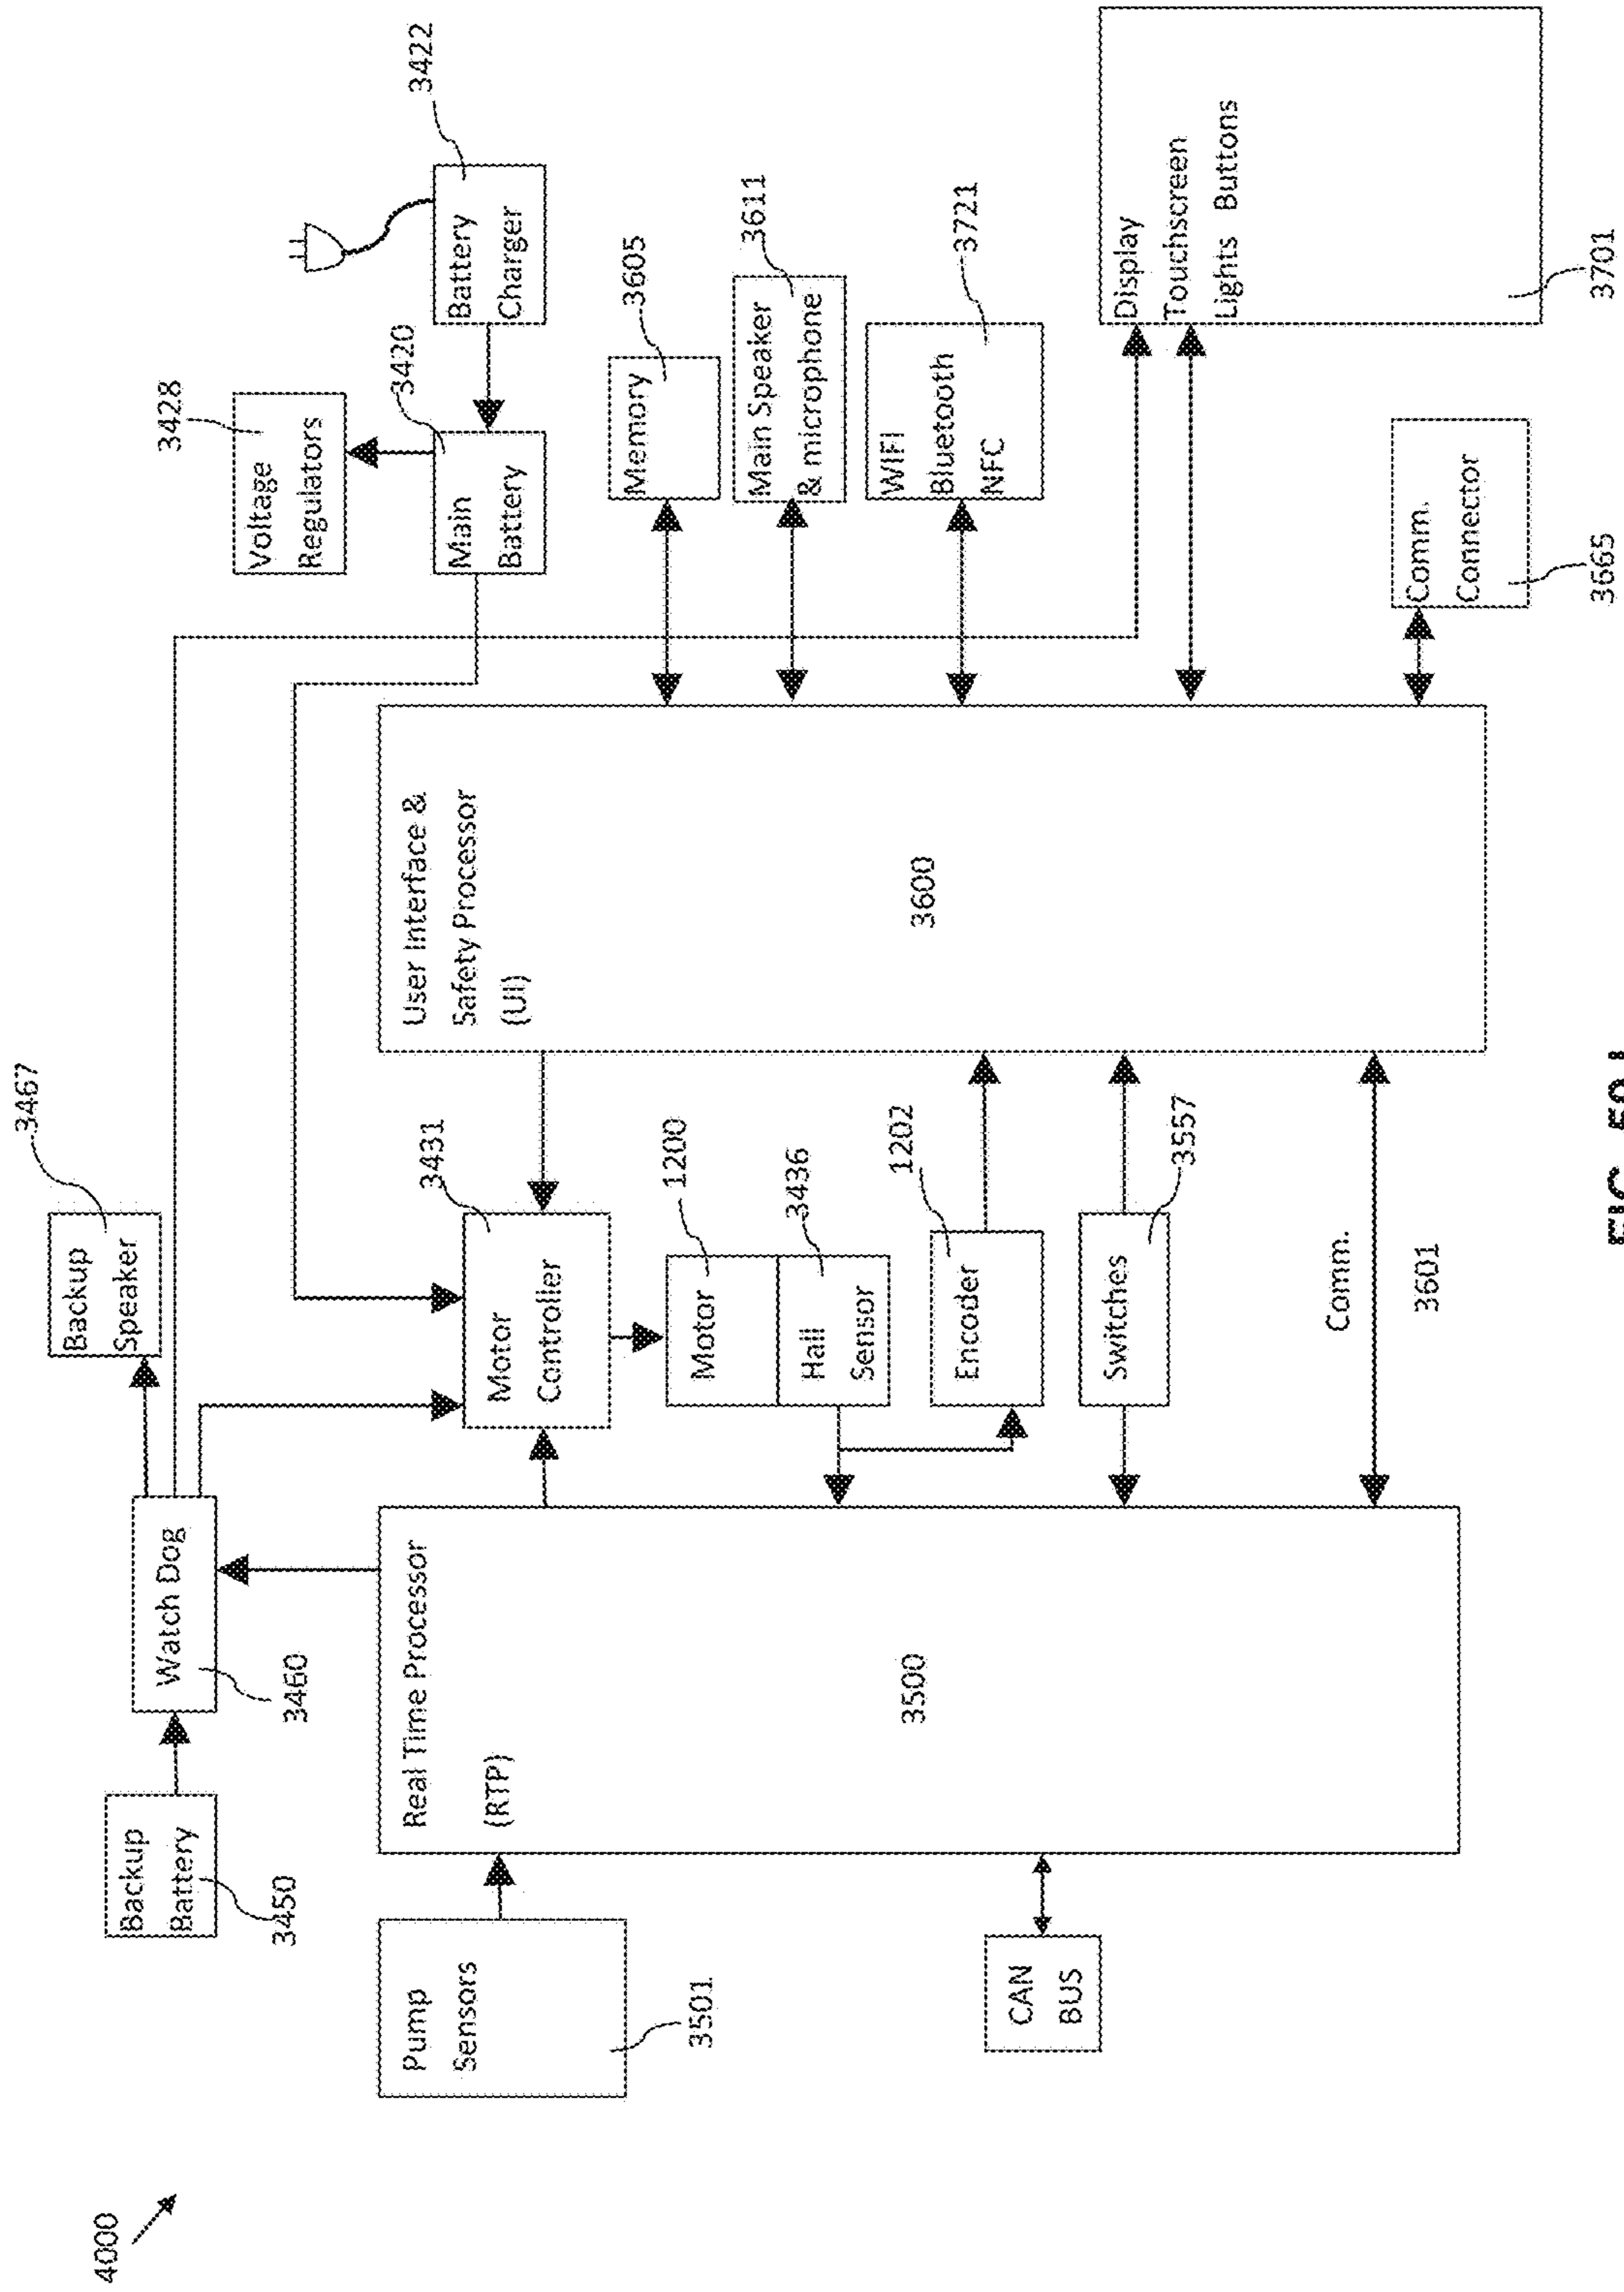 4000
Backup
Battery
3450
Watch Dog
3460
Backup
Speaker
3467
Voltage
Regulators
3428
Main
Battery
3420
Battery
Charger
3422
Pump
Sensors
3501
CAN
BUS
Real Time Processor
(RTP)
3500
Motor
Controller
3431
Motor
1200
Hall
Sensor
3436
Encoder
1202
Switches
3557
Comm.
3601
User Interface &
Safety Processor
(UI)
3600
Memory
3605
Main Speaker
& microphone
3611
WIFI
Bluetooth
NFC
3721
Display
Touchscreen
Lights Buttons
3701
Comm.
Connector
3665